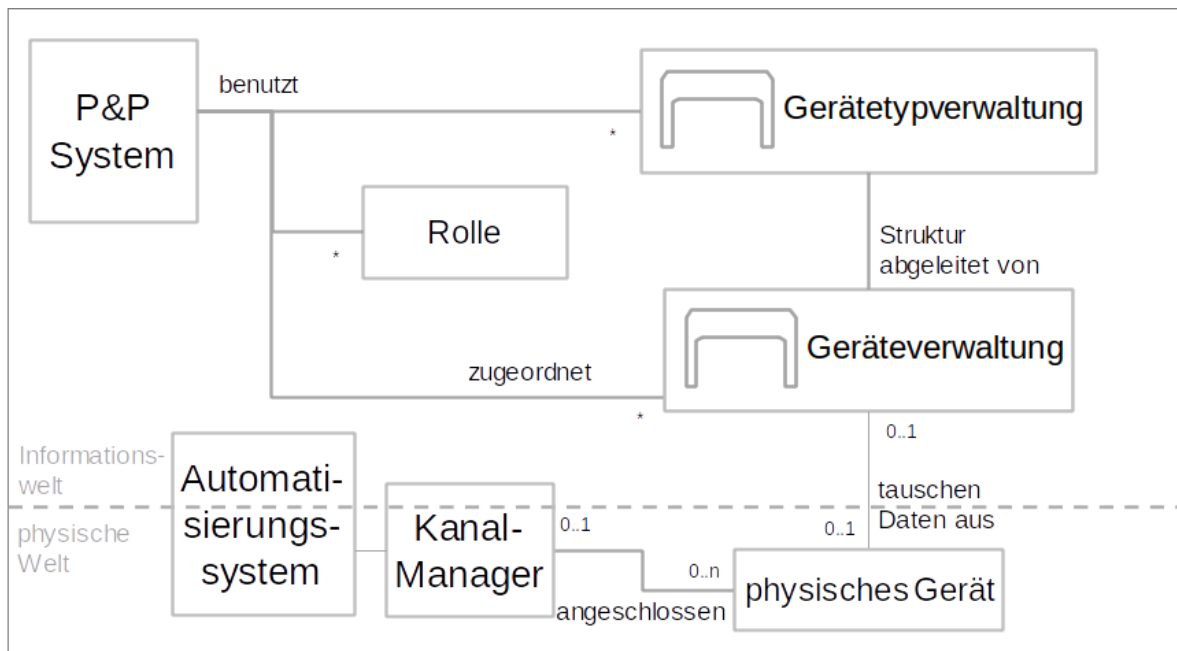 P&P
System
benutzt
*
Gerätetypverwaltung
Rolle
*
Struktur
abgeleitet von
Geräteverwaltung
zugeordnet
*
0..1
Informations-
welt
Automati-
sierungs-
system
Kanal-
Manager
tauschen
Daten aus
physische
Welt
0..1
0..1
0..n
angeschlossen
physisches Gerät